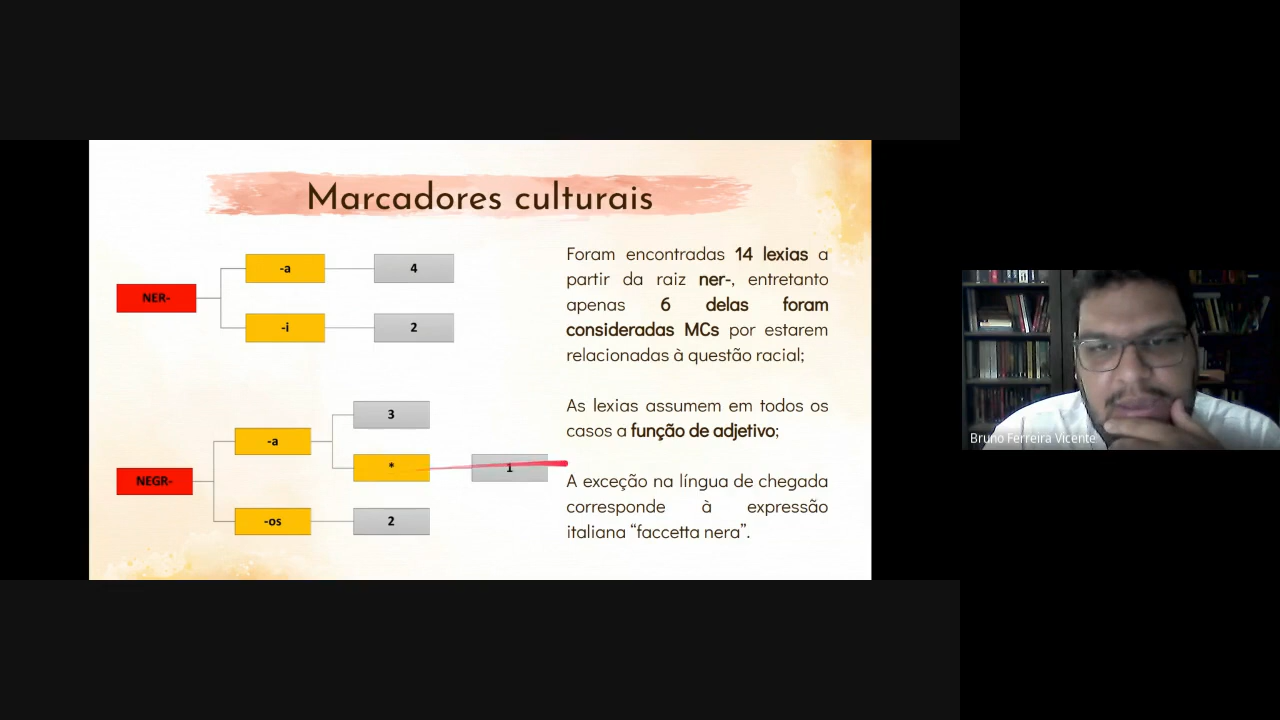 Marcadores culturais
NER-
-a
4
-i
2
NEGR-
-a
3
*
1
-os
2
Foram encontradas 14 lexias a
partir da raiz ner-, entretanto
apenas 6 delas foram
consideradas MCs por estarem
relacionadas à questão racial;
As lexias assumem em todos os
casos a função de adjetivo;
A exceção na língua de chegada
corresponde à expressão
italiana “faccetta nera”.
Bruno Ferreira Vicente